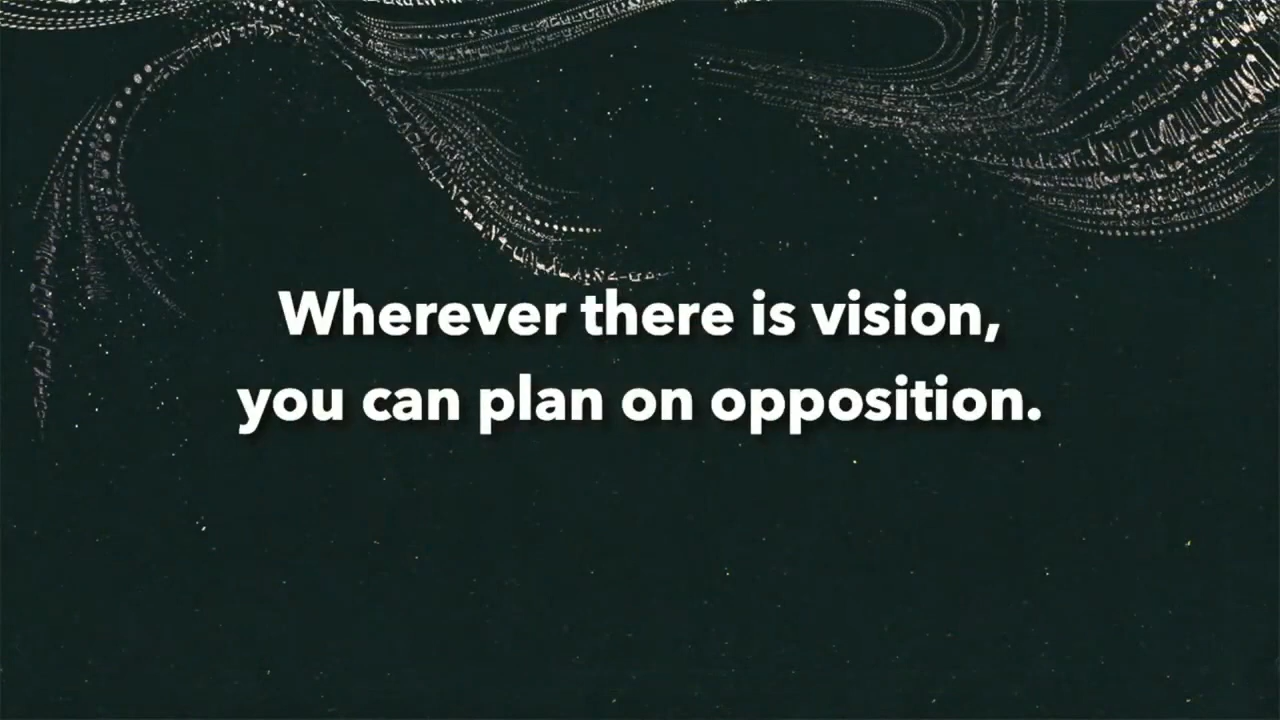 Wherever there is vision,
you can plan on opposition.